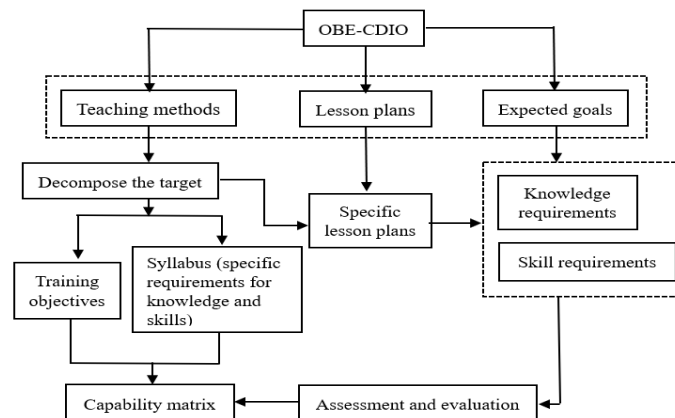 OBE-CDIO
Teaching methods
Lesson plans
Expected goals
Decompose the target
Specific
lesson plans
Knowledge
requirements
Skill requirements
Training
objectives
Syllabus (specific
requirements for
knowledge and
skills)
Capability matrix
Assessment and evaluation